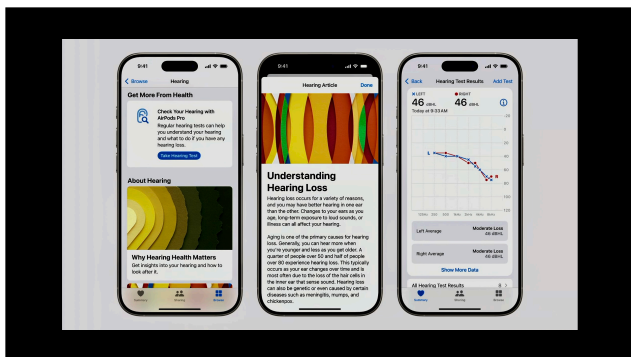 9:41
Browse
Hearing
Get More From Health
Check Your Hearing with
AirPods Pro
Regular hearing tests can help
you understand your hearing
and what to do if you have any
hearing loss.
Take Hearing Test
About Hearing
Why Hearing Health Matters
Get insights into your hearing and how to
look after it.
Summary
Sharing
Browse
9:41
Hearing Article
Done
Understanding
Hearing Loss
Hearing loss occurs for a variety of reasons,
and you may have better hearing in one ear
than the other. Changes to your ears as you
age, long-term exposure to loud sounds, or
illness can all affect your hearing.
Aging is one of the primary causes for hearing
loss. Generally, you can hear more when
you're younger and less as you get older. A
quarter of people over 50 and half of people
over 80 experience hearing loss. This typically
occurs as your ear changes over time and is
most often due to the loss of the hair cells in
the inner ear that sense sound. Hearing loss
can also be genetic or even caused by certain
diseases such as meningitis, mumps, and
chickenpox.
9:41
Back
Hearing Test Results
Add Test
LEFT
RIGHT
46 dBHL
46 dBHL
Today at 9:33 AM
-20
0
20
40
60
80
100
120
L
R
Left Average
Moderate Loss
46 dBHL
Right Average
Moderate Loss
46 dBHL
Show More Data
All Hearing Test Results
8
Summary
Sharing
Browse